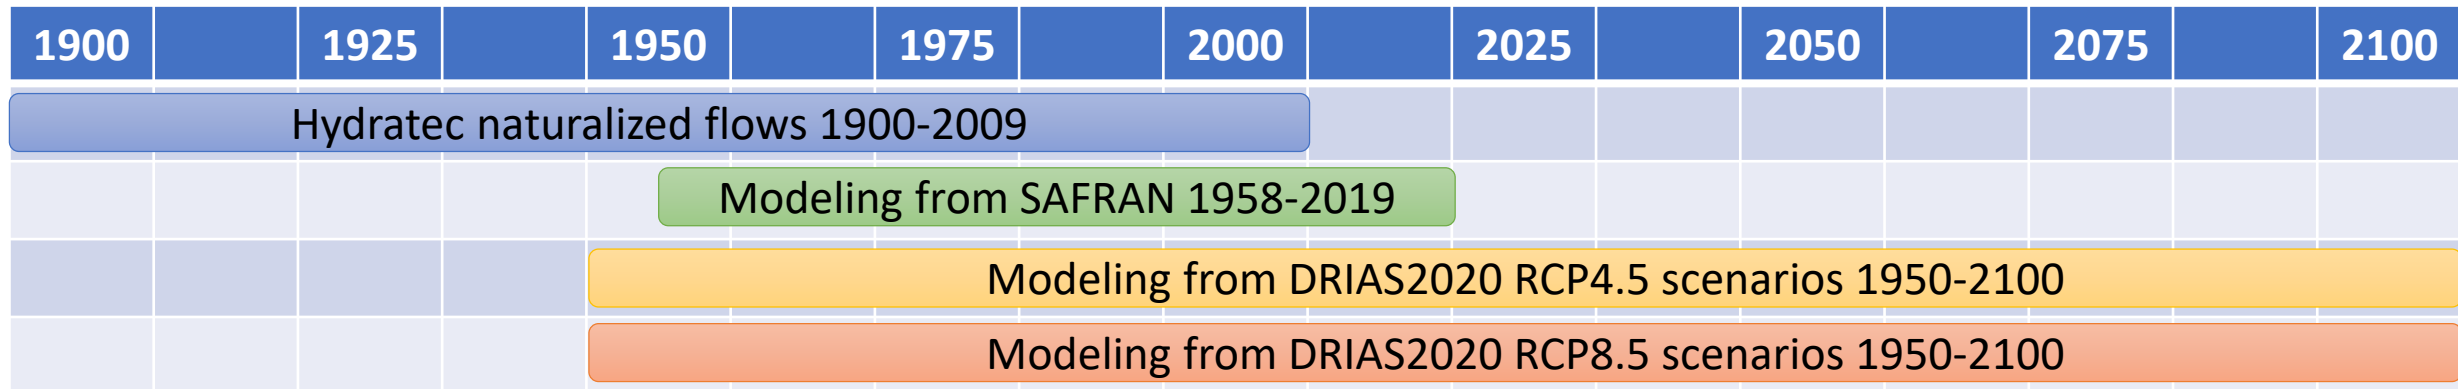 1900 1925 1950 1975 2000 2025 2050 2075 2100
Hydratec naturalized flows 1900-2009
Modeling from SAFRAN 1958-2019
Modeling from DRIAS2020 RCP4.5 scenarios 1950-2100
Modeling from DRIAS2020 RCP8.5 scenarios 1950-2100